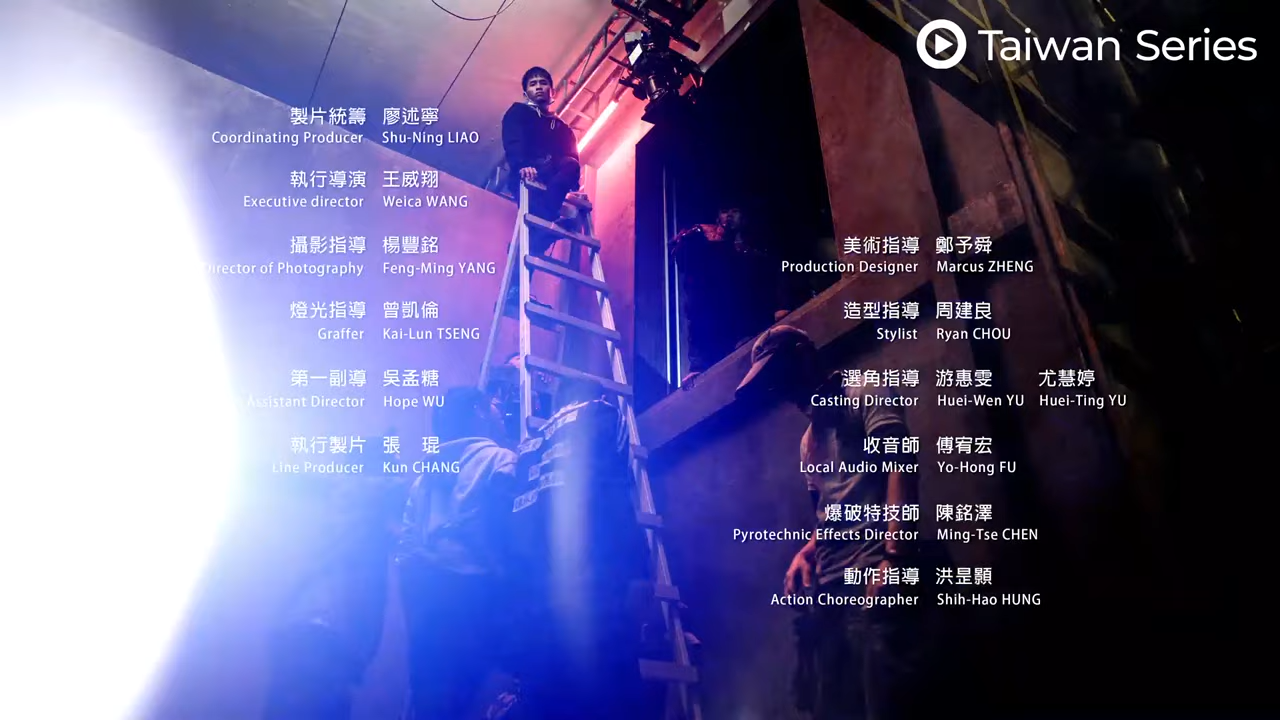 Taiwan Series
製片統籌 廖述寧
Coordinating Producer Shu-Ning LIAO
執行導演 王威翔
Executive director Weica WANG
攝影指導 楊豐銘
Director of Photography Feng-Ming YANG
燈光指導 曾凱倫
Graffer Kai-Lun TSENG
第一副導 吳孟糖
Assistant Director Hope WU
執行製片 張 琨
Line Producer Kun CHANG
美術指導 鄭予舜
Production Designer Marcus ZHENG
造型指導 周建良
Stylist Ryan CHOU
選角指導 游惠雯 尤慧婷
Casting Director Huei-Wen YU Huei-Ting YU
收音師 傅宥宏
Local Audio Mixer Yo-Hong FU
爆破特技師 陳銘澤
Pyrotechnic Effects Director Ming-Tse CHEN
動作指導 洪昰顥
Action Choreographer Shih-Hao HUNG